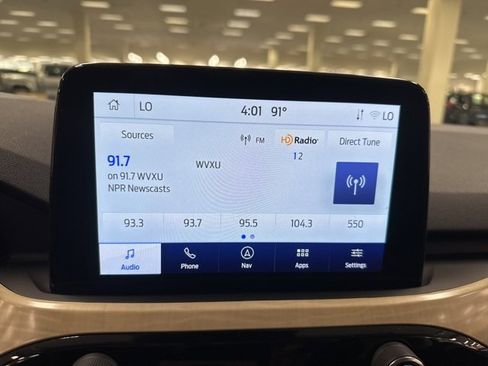 LO 4:01 91° LO
Sources FM HD Radio Direct Tune
91.7 WVXU 1 2
on 91.7 WVXU
NPR Newscasts
93.3 93.7 95.5 104.3 550
Audio Phone Nav Apps Settings